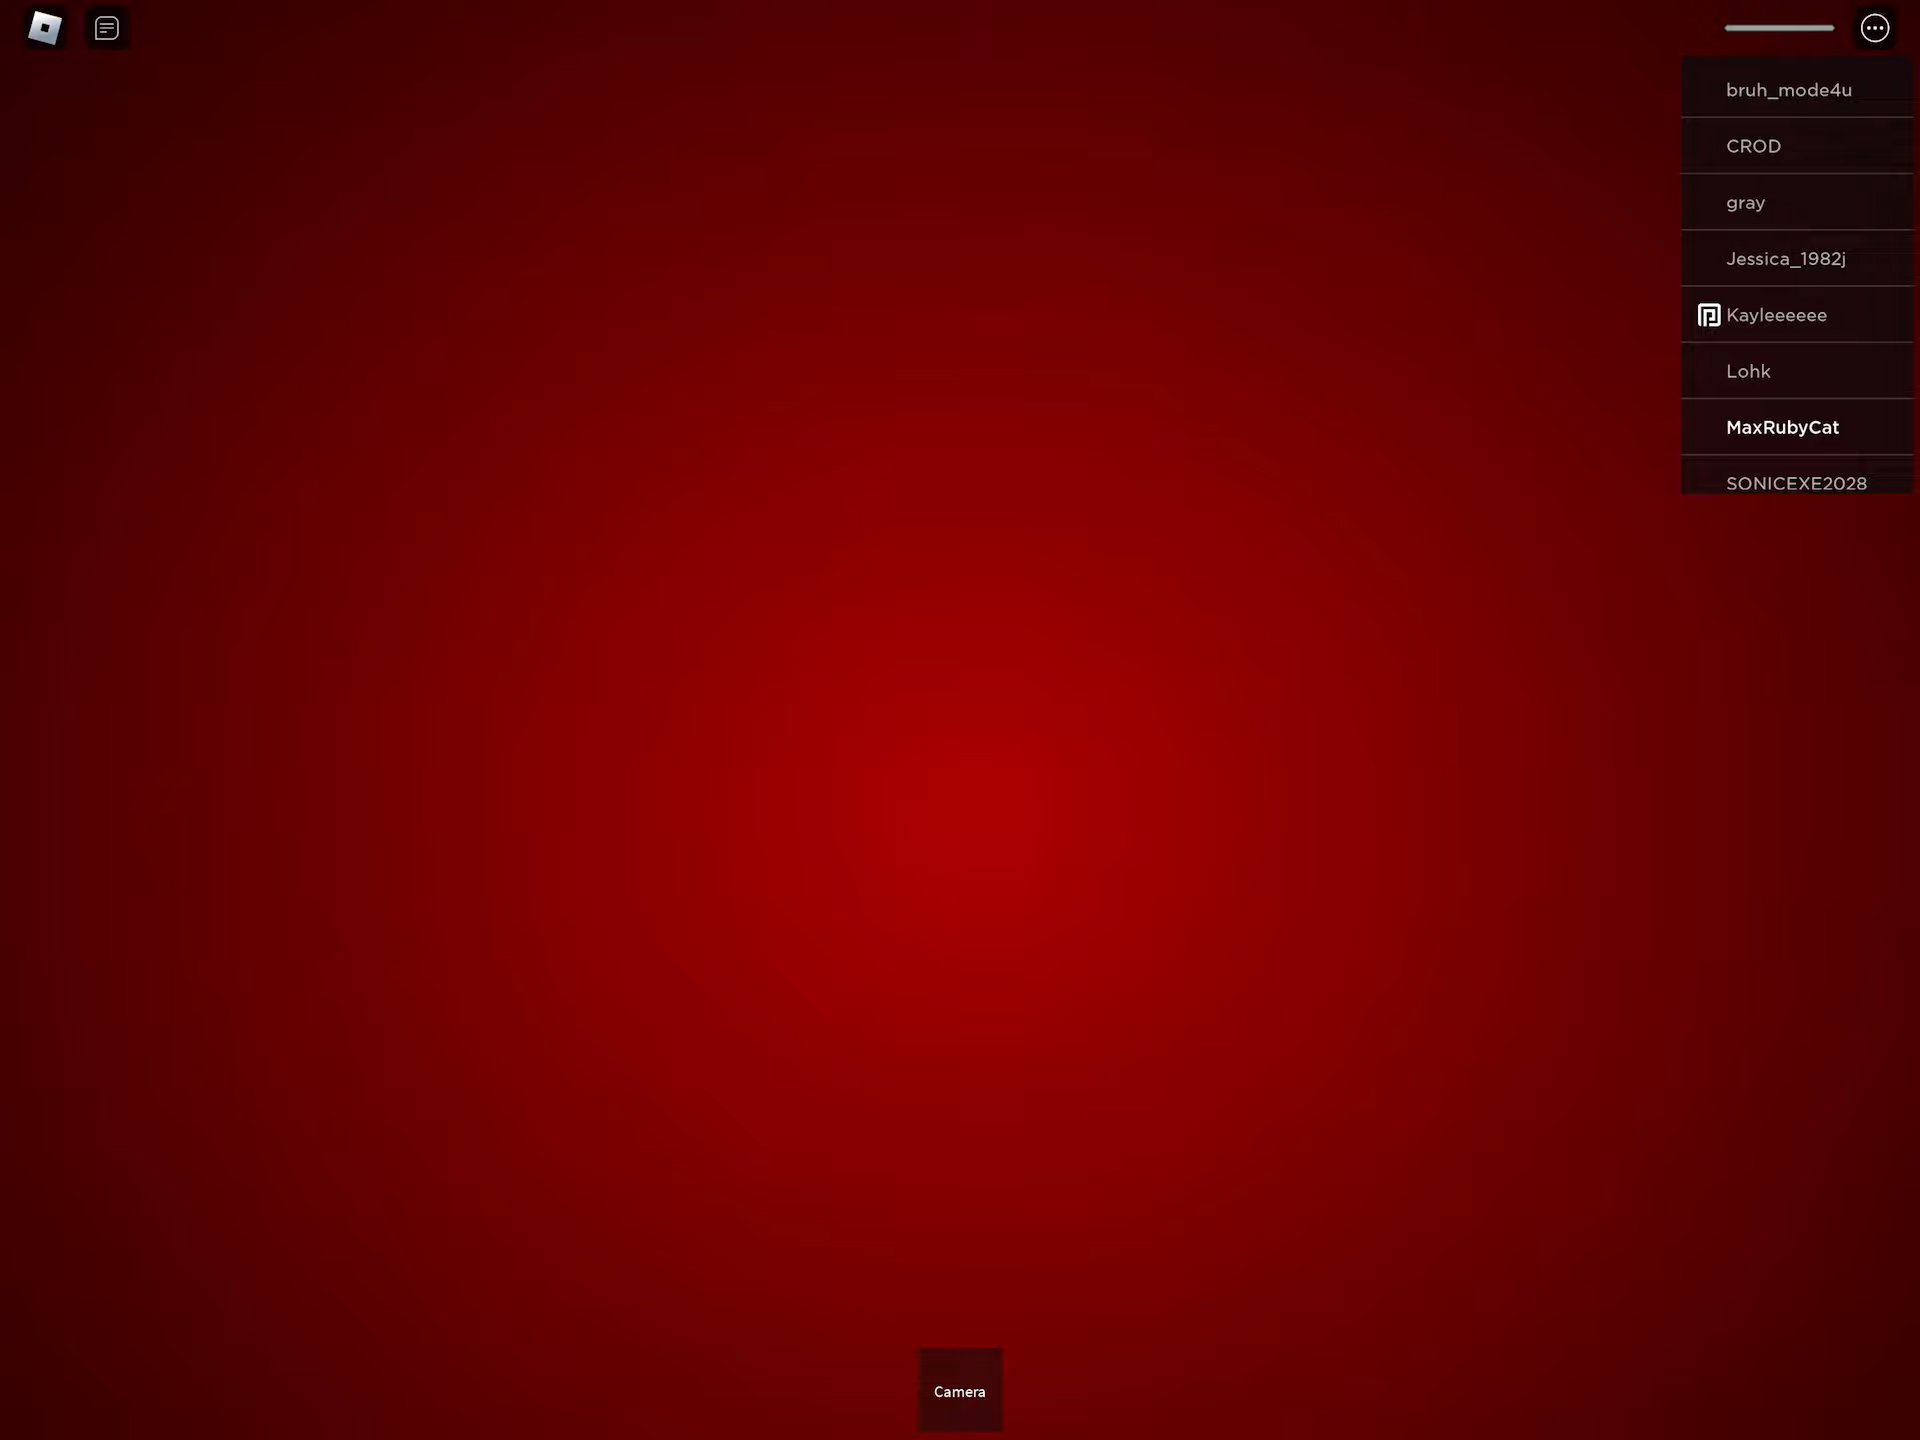 bruh_mode4u
CROD
gray
Jessica_1982j
Kayleeeeee
Lohk
MaxRubyCat
SONICEXE2028
Camera